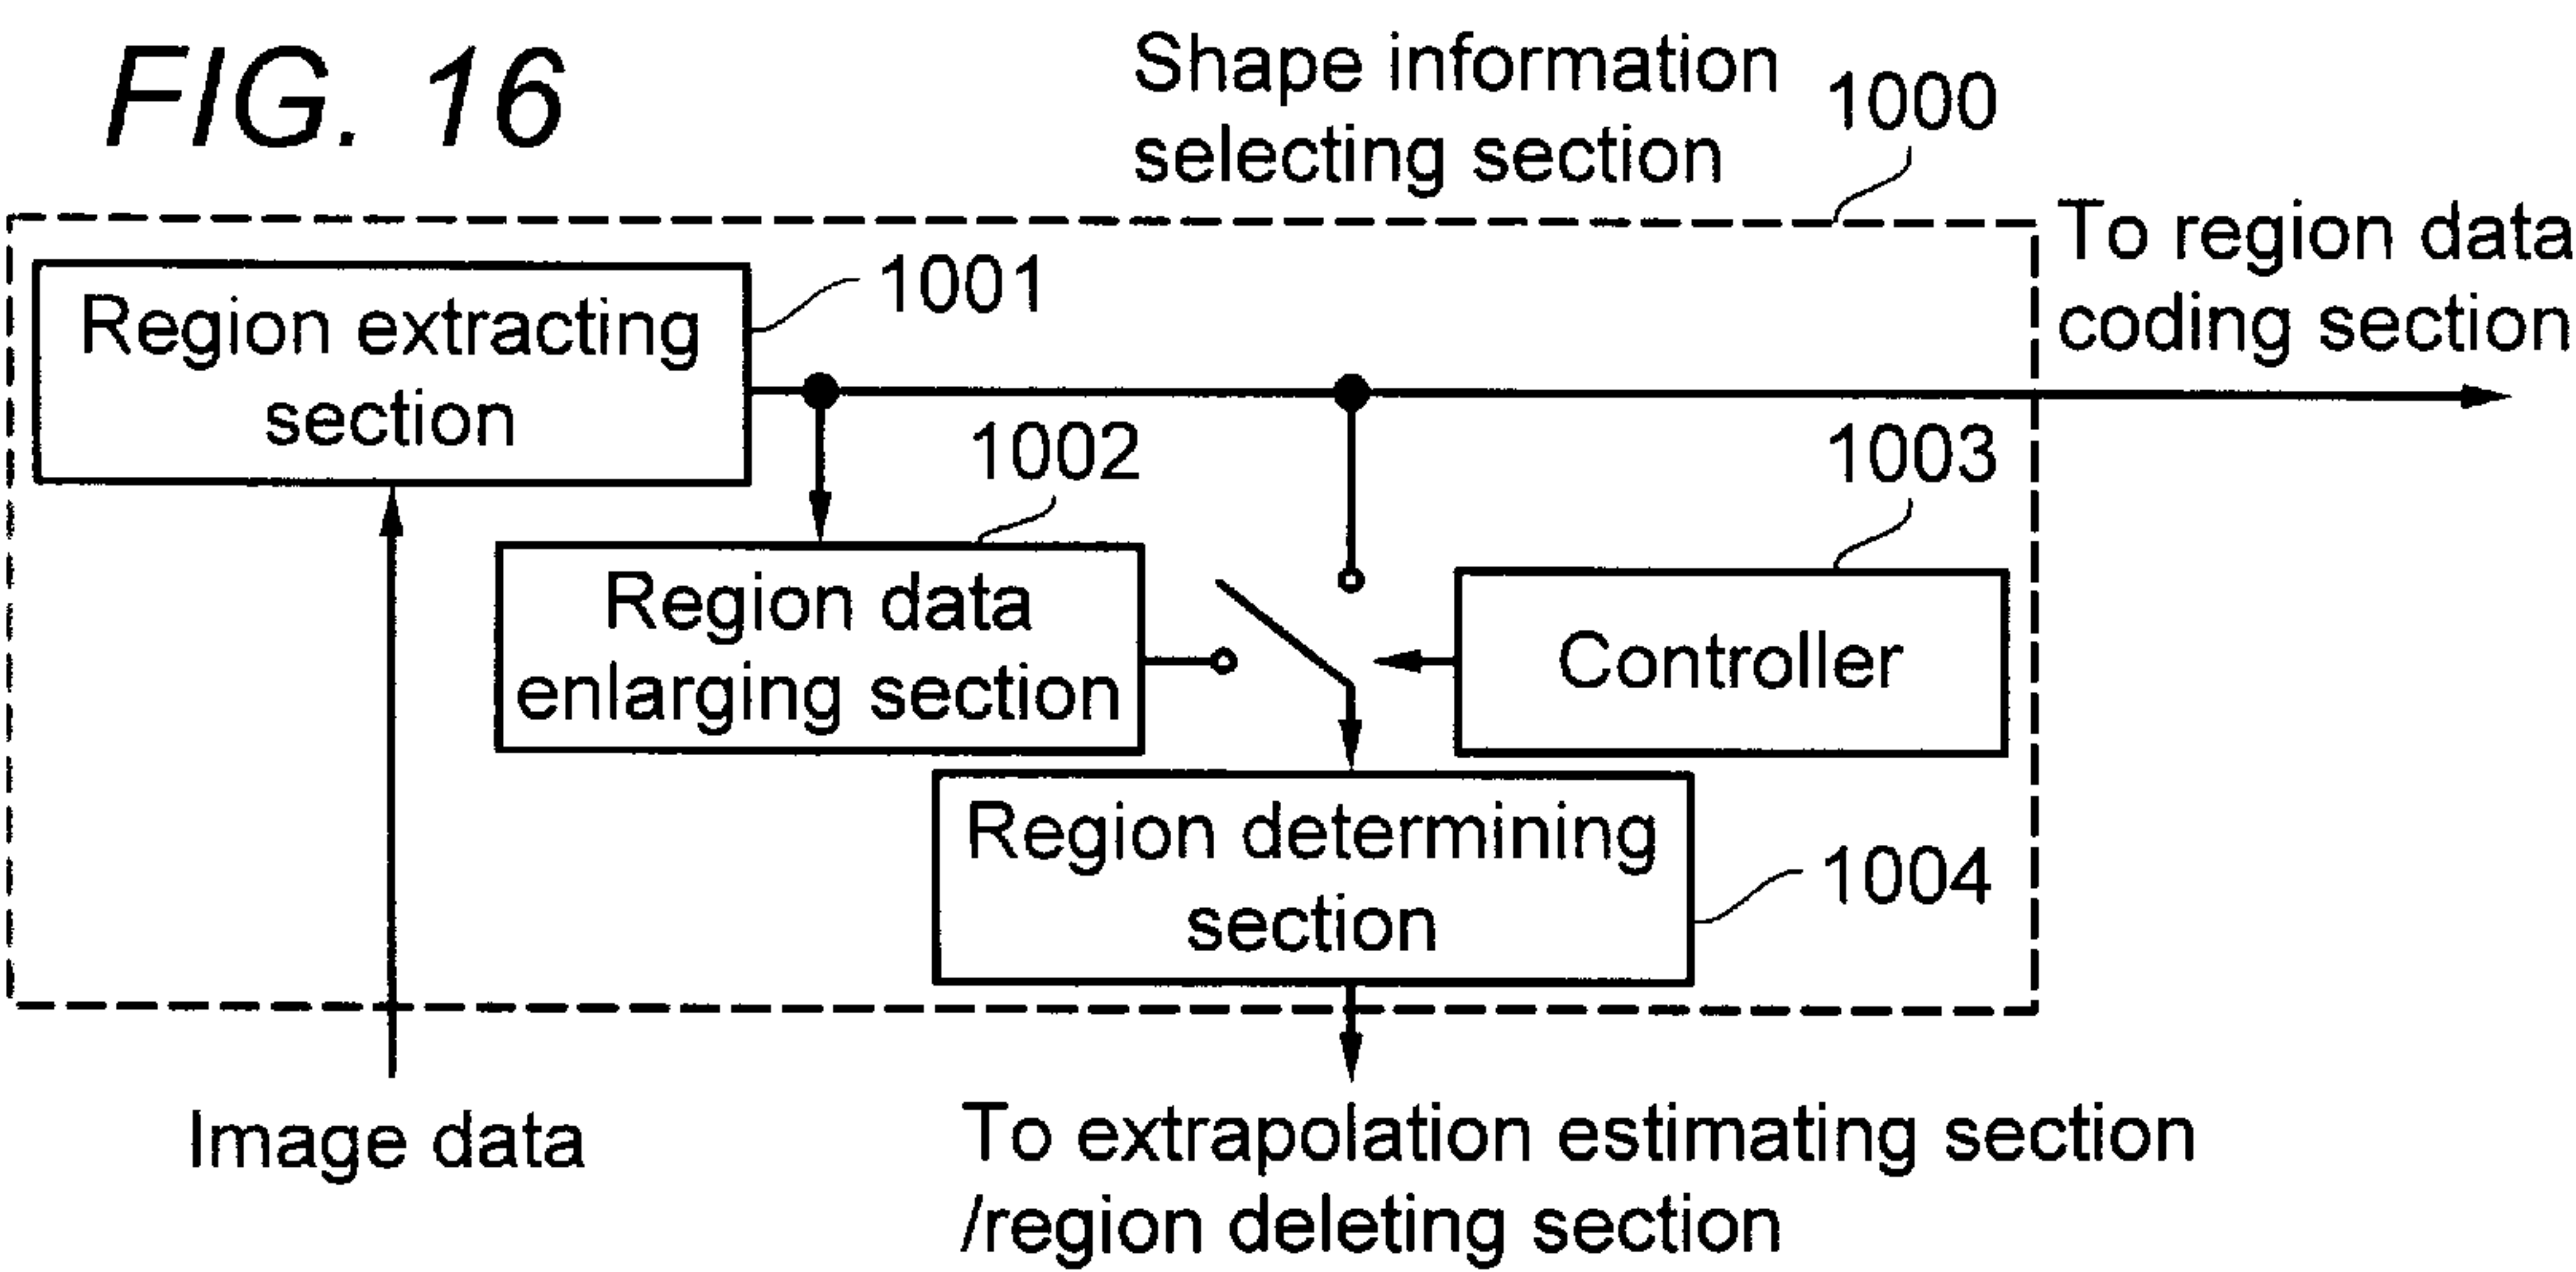 FIG. 16
Shape information
selecting section
1000
To region data
coding section
Region extracting
section
1001
1002
1003
Region data
enlarging section
Controller
Region determining
section
1004
Image data
To extrapolation estimating section
/region deleting section